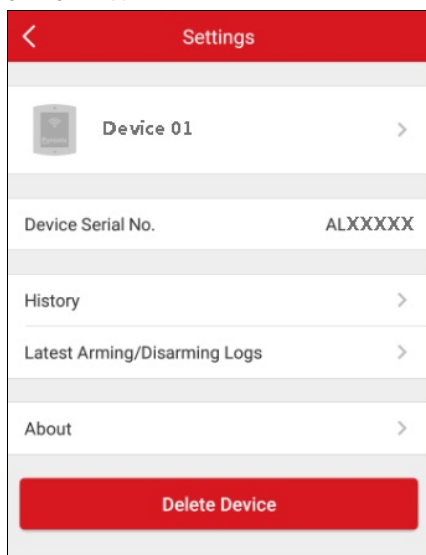 Settings
Device 01
Device Serial No. ALXXXXX
History
Latest Arming/Disarming Logs
About
Delete Device